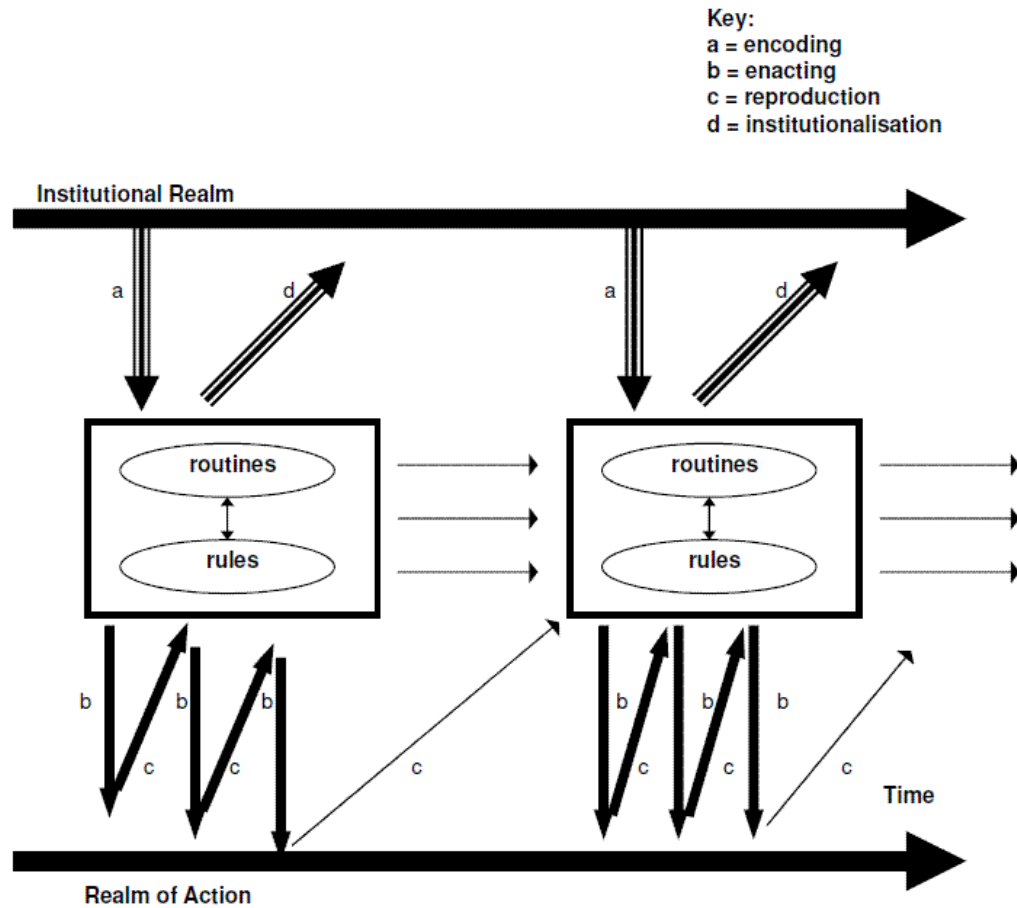 Key:
a = encoding
b = enacting
c = reproduction
d = institutionalisation
Institutional Realm
a
d
a
d
routines
routines
rules
rules
b
b
b
b
b
b
c
c
c
c
c
c
Time
Realm of Action